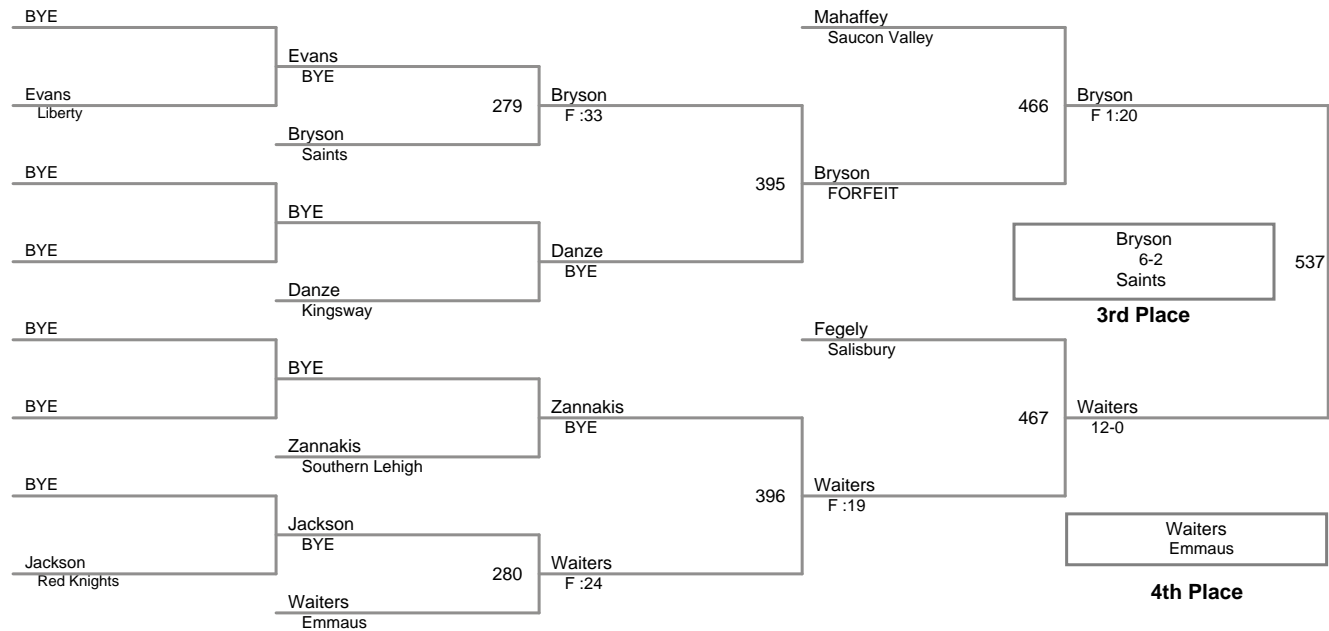 BYE
Evans
Liberty
BYE
BYE
BYE
BYE
BYE
Jackson
Red Knights
Evans
BYE
Bryson
Saints
BYE
Danze
Kingsway
BYE
Zannakis
Southern Lehigh
Jackson
BYE
Waiters
Emmaus
279
280
Bryson
F :33
Danze
BYE
Zannakis
BYE
Waiters
F :24
395
396
Mahaffey
Saucon Valley
Bryson
FORFEIT
Fegely
Salisbury
Waiters
F :19
466
467
Bryson
F 1:20
Waiters
12-0
537
Bryson
6-2
Saints
3rd Place
Waiters
Emmaus
4th Place